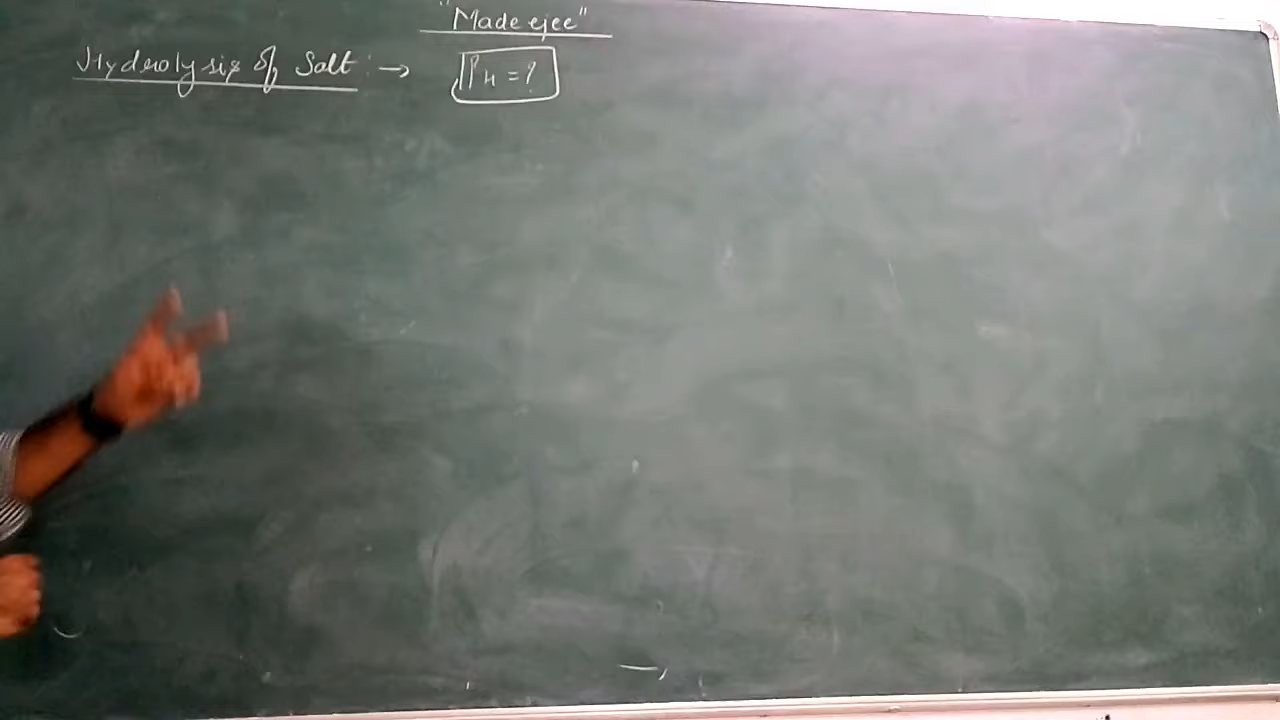 "Made ejee"
Hydrolysis of Salt :→ PH = ?